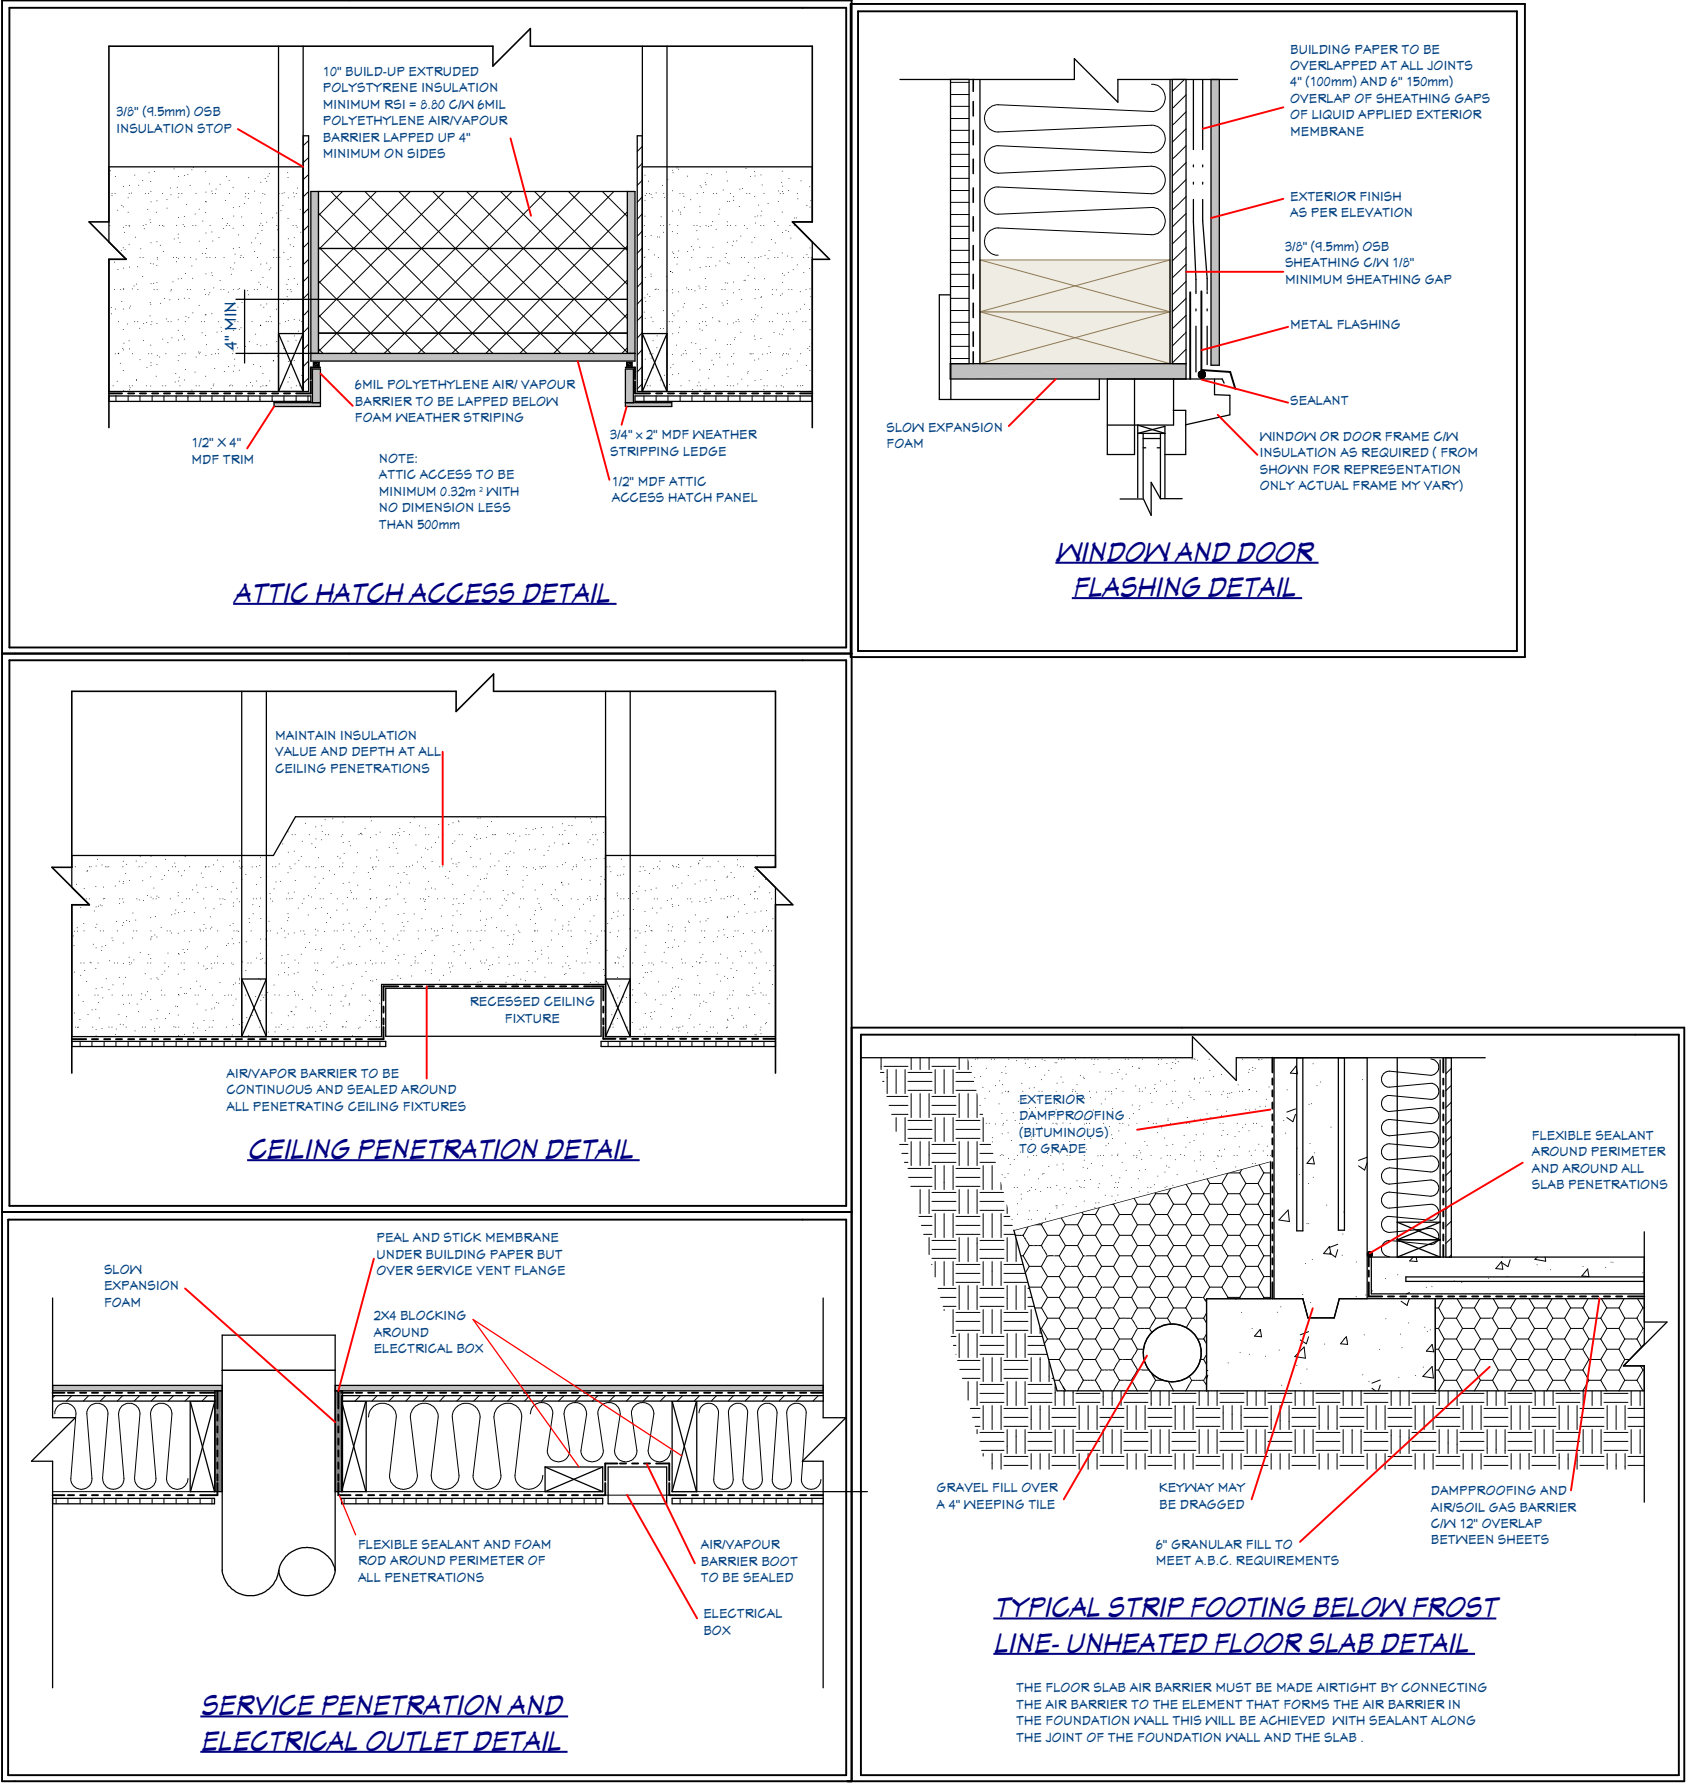 10" BUILD-UP EXTRUDED
POLYSTYRENE INSULATION
MINIMUM RSI = 8.80 C/W 6MIL
POLYETHYLENE AIR/VAPOUR
BARRIER LAPPED UP 4"
MINIMUM ON SIDES
3/8" (9.5mm) OSB
INSULATION STOP
4" MIN
6MIL POLYETHYLENE AIR/ VAPOUR
BARRIER TO BE LAPPED BELOW
FOAM WEATHER STRIPING
1/2" X 4"
MDF TRIM
3/4" x 2" MDF WEATHER
STRIPPING LEDGE
NOTE:
ATTIC ACCESS TO BE
MINIMUM 0.32m ² WITH
NO DIMENSION LESS
THAN 500mm
1/2" MDF ATTIC
ACCESS HATCH PANEL
ATTIC HATCH ACCESS DETAIL
BUILDING PAPER TO BE
OVERLAPPED AT ALL JOINTS
4" (100mm) AND 6" 150mm)
OVERLAP OF SHEATHING GAPS
OF LIQUID APPLIED EXTERIOR
MEMBRANE
EXTERIOR FINISH
AS PER ELEVATION
3/8" (9.5mm) OSB
SHEATHING C/W 1/8"
MINIMUM SHEATHING GAP
METAL FLASHING
SEALANT
SLOW EXPANSION
FOAM
WINDOW OR DOOR FRAME C/W
INSULATION AS REQUIRED ( FROM
SHOWN FOR REPRESENTATION
ONLY ACTUAL FRAME MY VARY)
WINDOW AND DOOR
FLASHING DETAIL
MAINTAIN INSULATION
VALUE AND DEPTH AT ALL
CEILING PENETRATIONS
RECESSED CEILING
FIXTURE
AIR/VAPOR BARRIER TO BE
CONTINUOUS AND SEALED AROUND
ALL PENETRATING CEILING FIXTURES
CEILING PENETRATION DETAIL
PEAL AND STICK MEMBRANE
UNDER BUILDING PAPER BUT
OVER SERVICE VENT FLANGE
SLOW
EXPANSION
FOAM
2X4 BLOCKING
AROUND
ELECTRICAL BOX
FLEXIBLE SEALANT AND FOAM
ROD AROUND PERIMETER OF
ALL PENETRATIONS
AIR/VAPOUR
BARRIER BOOT
TO BE SEALED
ELECTRICAL
BOX
SERVICE PENETRATION AND
ELECTRICAL OUTLET DETAIL
EXTERIOR
DAMPPROOFING
(BITUMINOUS)
TO GRADE
FLEXIBLE SEALANT
AROUND PERIMETER
AND AROUND ALL
SLAB PENETRATIONS
GRAVEL FILL OVER
A 4" WEEPING TILE
KEYWAY MAY
BE DRAGGED
6" GRANULAR FILL TO
MEET A.B.C. REQUIREMENTS
DAMPPROOFING AND
AIR/SOIL GAS BARRIER
C/W 12" OVERLAP
BETWEEN SHEETS
TYPICAL STRIP FOOTING BELOW FROST
LINE- UNHEATED FLOOR SLAB DETAIL
THE FLOOR SLAB AIR BARRIER MUST BE MADE AIRTIGHT BY CONNECTING
THE AIR BARRIER TO THE ELEMENT THAT FORMS THE AIR BARRIER IN
THE FOUNDATION WALL THIS WILL BE ACHIEVED WITH SEALANT ALONG
THE JOINT OF THE FOUNDATION WALL AND THE SLAB .